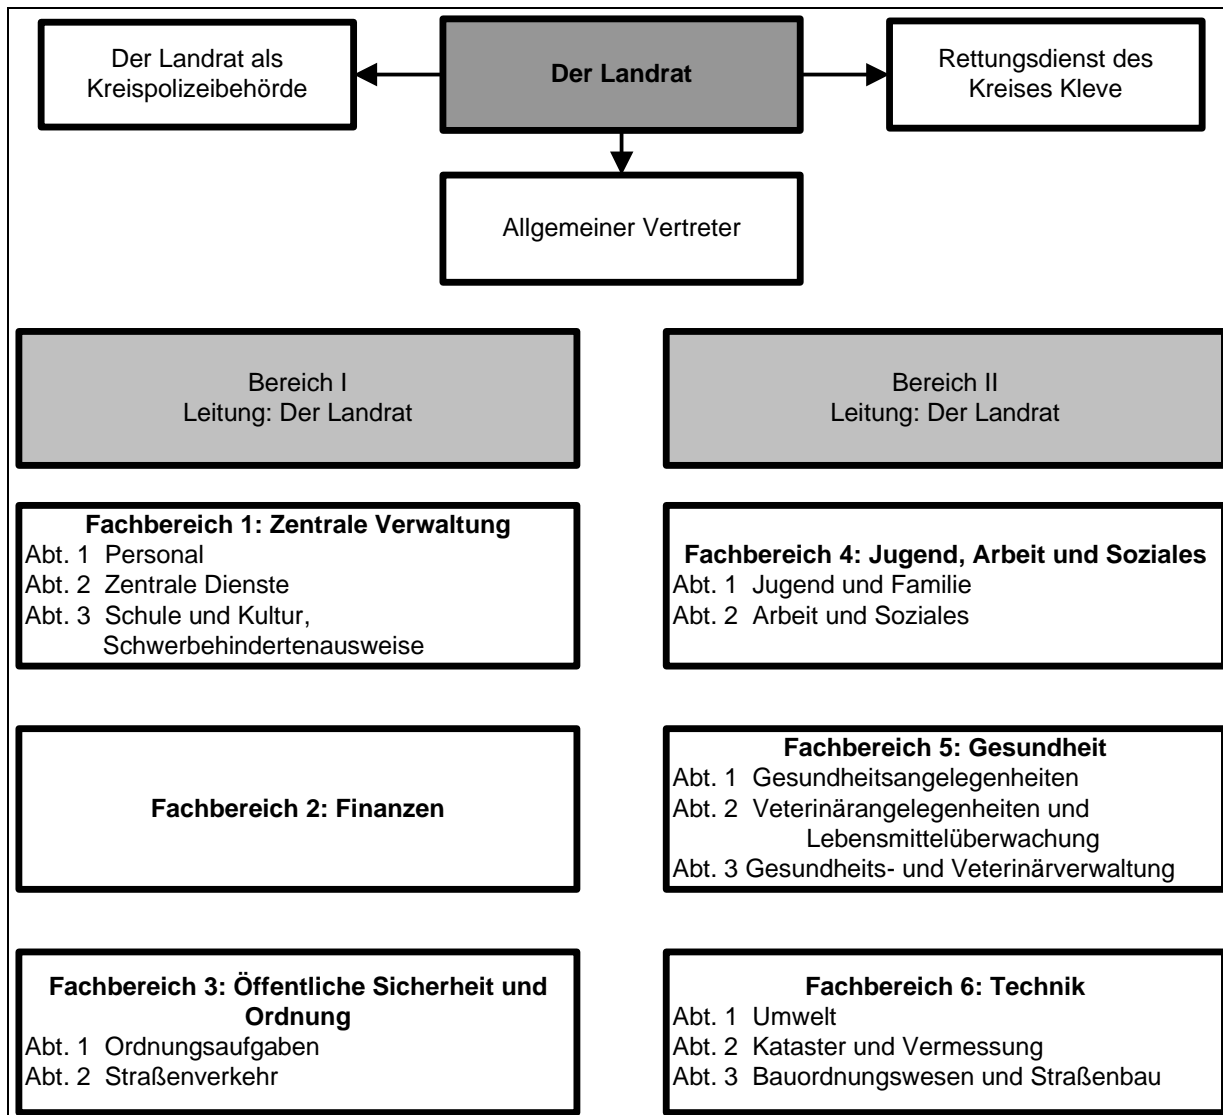 Der Landrat als
Kreispolizeibehörde
Der Landrat
Rettungsdienst des
Kreises Kleve
Allgemeiner Vertreter
Bereich I
Leitung: Der Landrat
Bereich II
Leitung: Der Landrat
Fachbereich 1: Zentrale Verwaltung
Abt. 1 Personal
Abt. 2 Zentrale Dienste
Abt. 3 Schule und Kultur,
Schwerbehindertenausweise
Fachbereich 4: Jugend, Arbeit und Soziales
Abt. 1 Jugend und Familie
Abt. 2 Arbeit und Soziales
Fachbereich 2: Finanzen
Fachbereich 5: Gesundheit
Abt. 1 Gesundheitsangelegenheiten
Abt. 2 Veterinärangelegenheiten und
Lebensmittelüberwachung
Abt. 3 Gesundheits- und Veterinärverwaltung
Fachbereich 3: Öffentliche Sicherheit und
Ordnung
Abt. 1 Ordnungsaufgaben
Abt. 2 Straßenverkehr
Fachbereich 6: Technik
Abt. 1 Umwelt
Abt. 2 Kataster und Vermessung
Abt. 3 Bauordnungswesen und Straßenbau